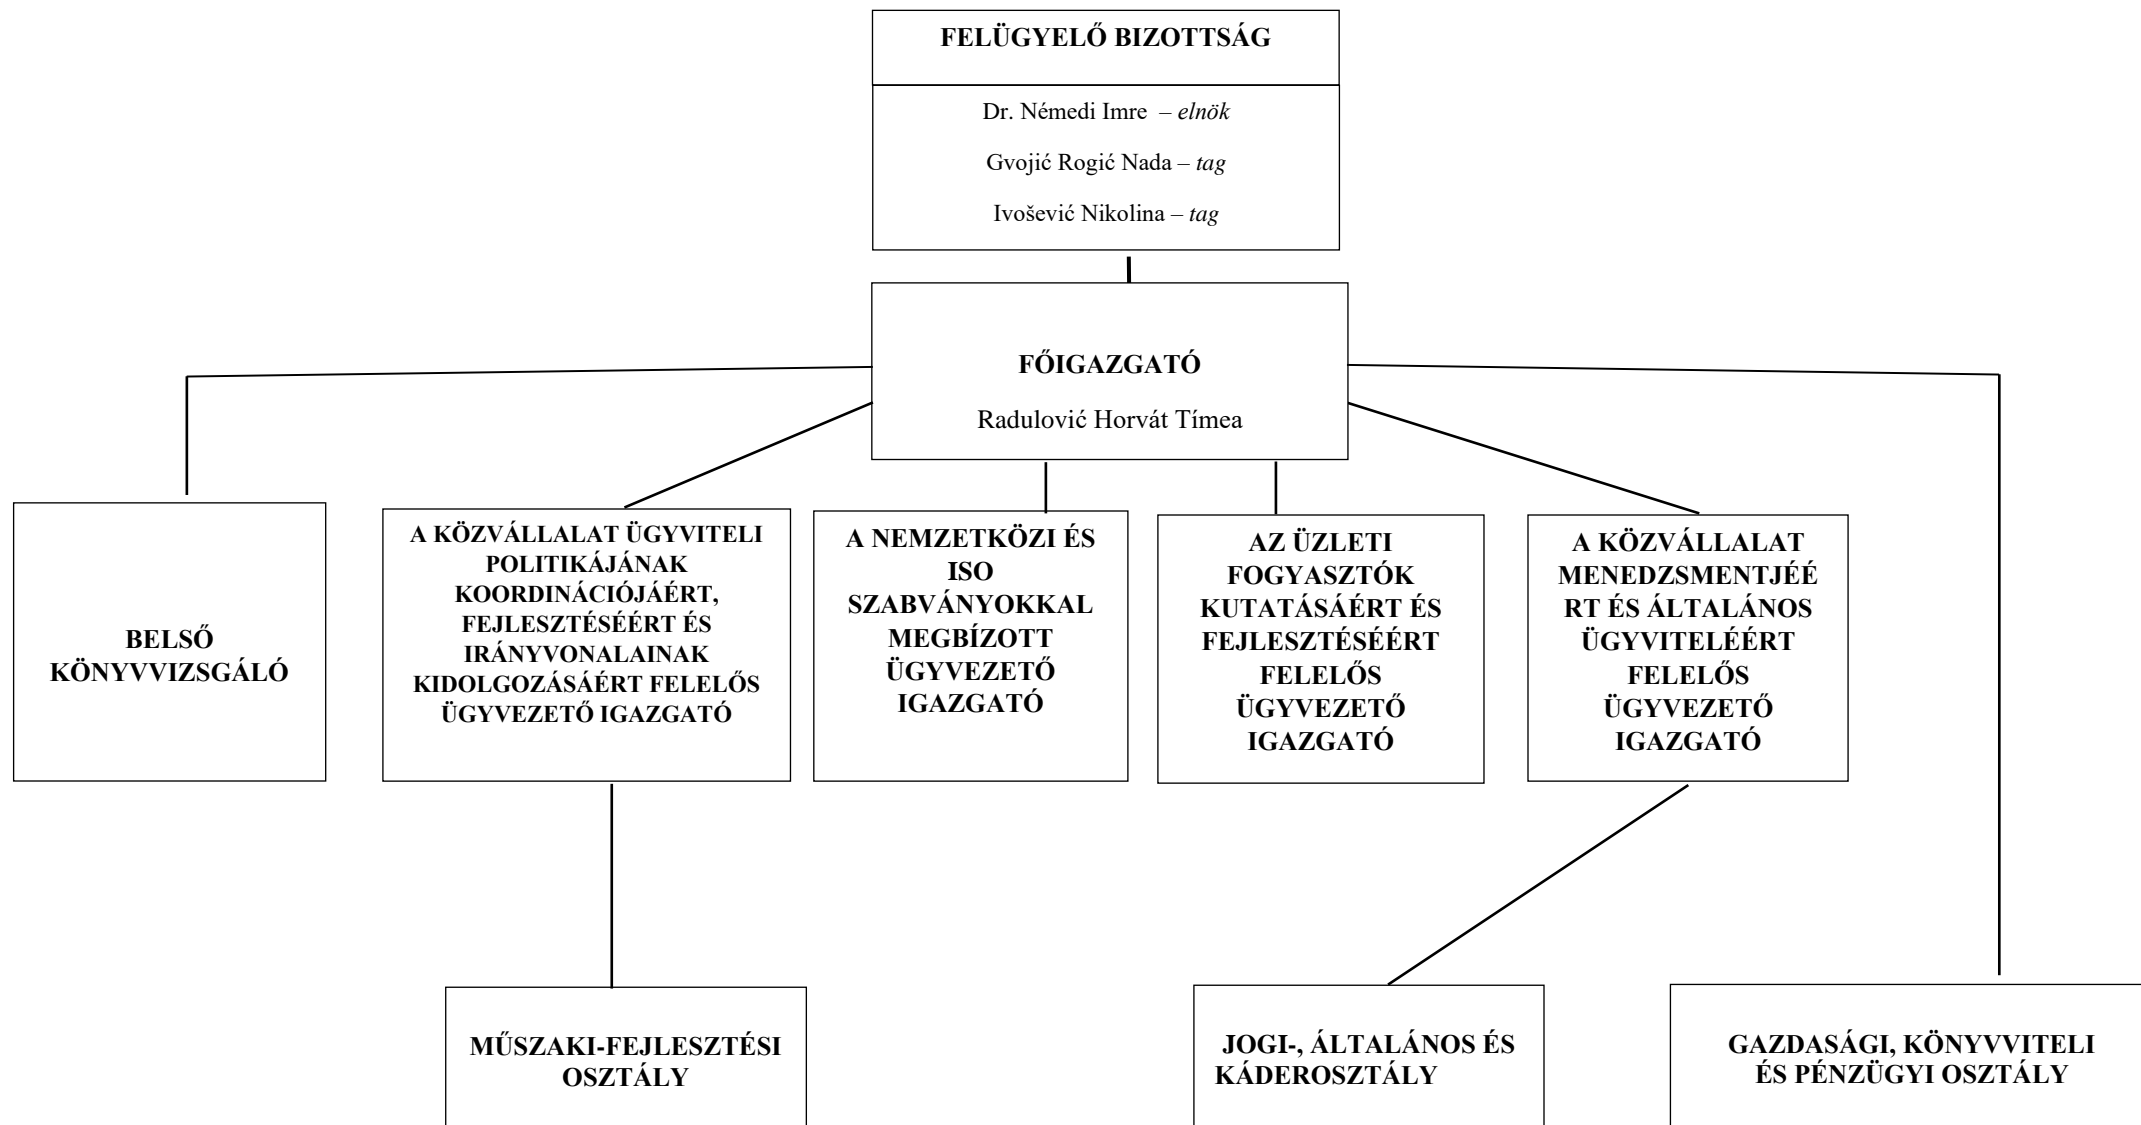 FELÜGYELŐ BIZOTTSÁG
Dr. Némedi Imre – elnök
Gvojić Rogić Nada – tag
Ivošević Nikolina – tag
FŐIGAZGATÓ
Radulović Horvát Tímea
BELSŐ
KÖNYVVIZSGÁLÓ
A KÖZVÁLLALAT ÜGYVITELI
POLITIKÁJÁNAK
KOORDINÁCIÓJÁÉRT,
FEJLESZTÉSÉÉRT ÉS
IRÁNYVONALAINAK
KIDOLGOZÁSÁÉRT FELELŐS
ÜGYVEZETŐ IGAZGATÓ
A NEMZETKÖZI ÉS
ISO
SZABVÁNYOKKAL
MEGBÍZOTT
ÜGYVEZETŐ
IGAZGATÓ
AZ ÜZLETI
FOGYASZTÓK
KUTATÁSÁÉRT ÉS
FEJLESZTÉSÉÉRT
FELELŐS
ÜGYVEZETŐ
IGAZGATÓ
A KÖZVÁLLALAT
MENEDZSMENTJÉÉ
RT ÉS ÁLTALÁNOS
ÜGYVITELÉÉRT
FELELŐS
ÜGYVEZETŐ
IGAZGATÓ
MŰSZAKI-FEJLESZTÉSI
OSZTÁLY
JOGI-, ÁLTALÁNOS ÉS
KÁDEROSZTÁLY
GAZDASÁGI, KÖNYVVITELI
ÉS PÉNZÜGYI OSZTÁLY